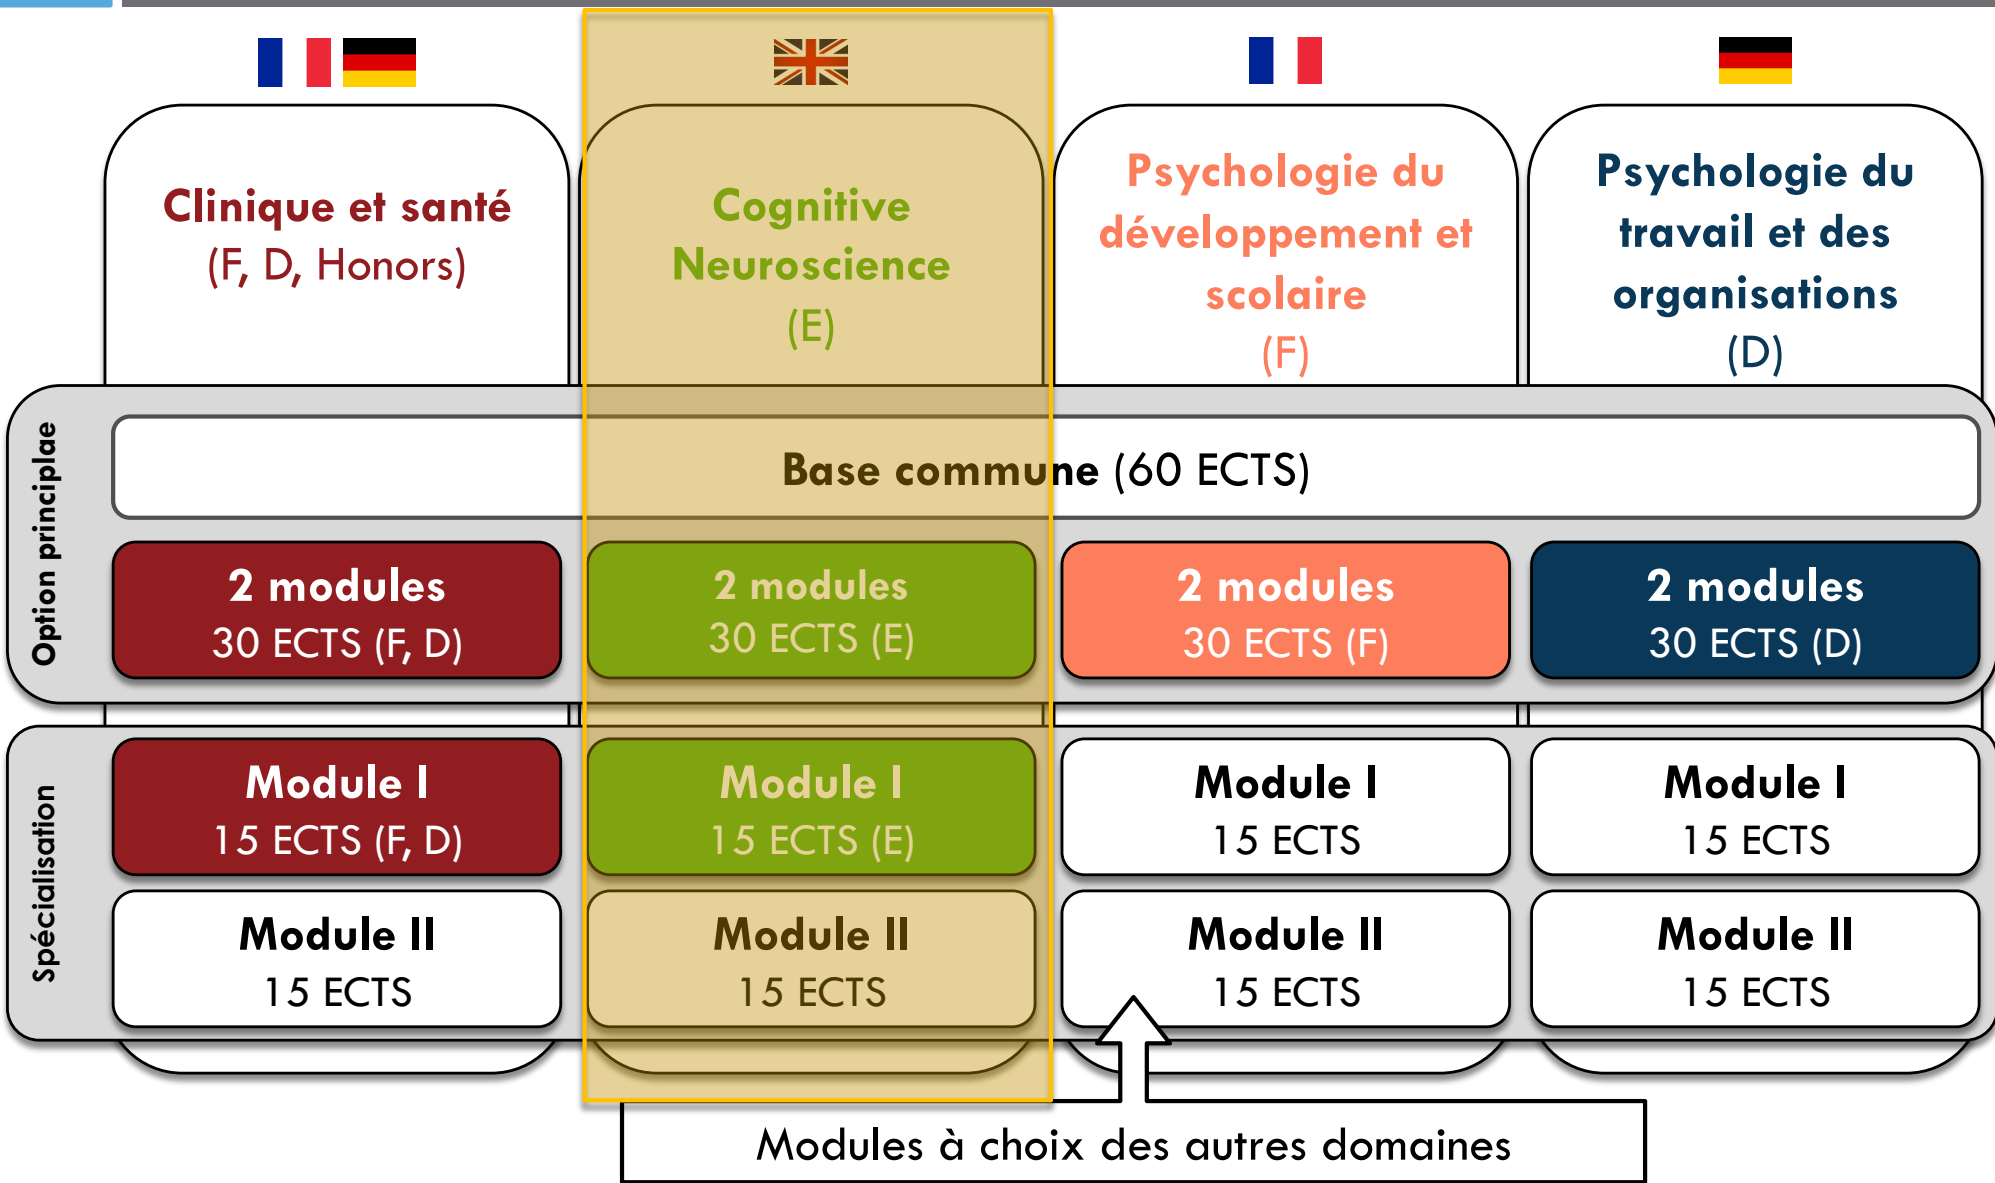 Clinique et santé
(F, D, Honors)
Cognitive
Neuroscience
(E)
Psychologie du
développement et
scolaire
(F)
Psychologie du
travail et des
organisations
(D)
Option principlae
Base commune (60 ECTS)
2 modules
30 ECTS (F, D)
2 modules
30 ECTS (E)
2 modules
30 ECTS (F)
2 modules
30 ECTS (D)
Spécialisation
Module I
15 ECTS (F, D)
Module I
15 ECTS (E)
Module I
15 ECTS
Module I
15 ECTS
Module II
15 ECTS
Module II
15 ECTS
Module II
15 ECTS
Module II
15 ECTS
Modules à choix des autres domaines